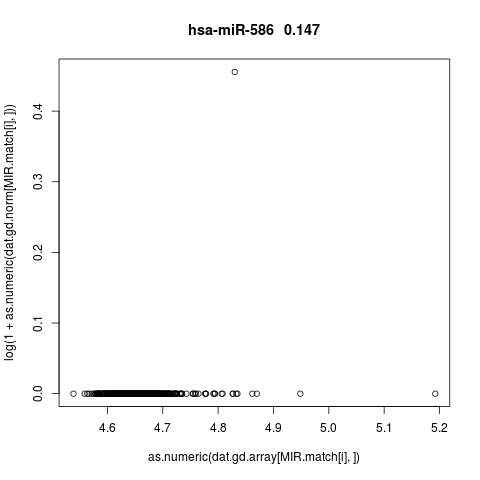 hsa-miR-586 0.147
log(1 + as.numeric(dat.gd.norm[MIR.match[i], ]))
0.4
0.3
0.2
0.1
0.0
4.6 4.7 4.8 4.9 5.0 5.1 5.2
as.numeric(dat.gd.array[MIR.match[i], ])